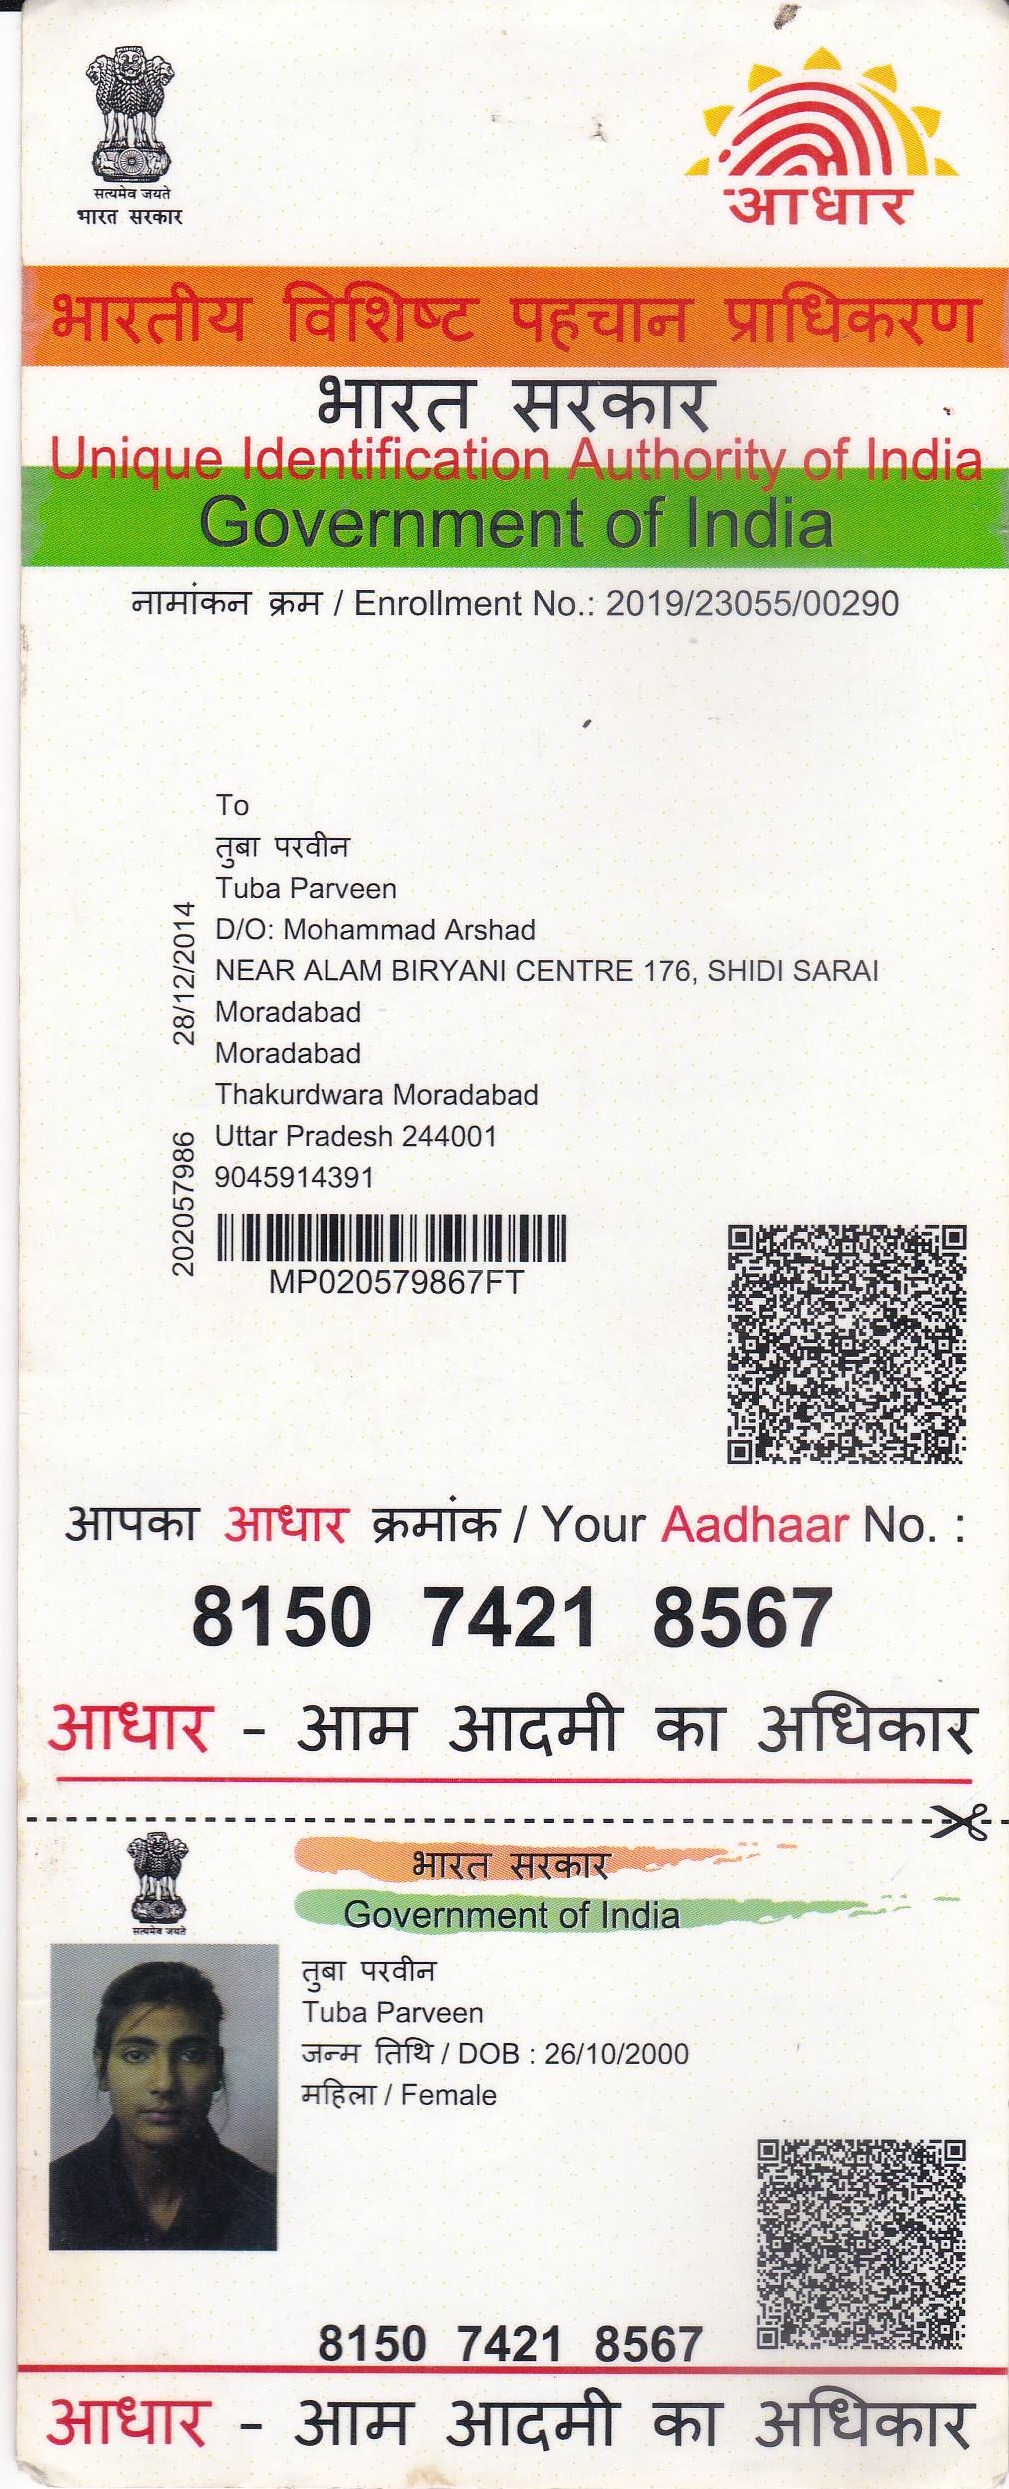 सत्यमेव जयते
भारत सरकार
आधार
भारतीय विशिष्ट पहचान प्राधिकरण
भारत सरकार
Unique Identification Authority of India
Government of India
नामांकन क्रम / Enrollment No.: 2019/23055/00290
To
तुबा परवीन
Tuba Parveen
D/O: Mohammad Arshad
NEAR ALAM BIRYANI CENTRE 176, SHIDI SARAI
Moradabad
Moradabad
Thakurdwara Moradabad
Uttar Pradesh 244001
9045914391
28/12/2014
202057986
MP020579867FT
आपका आधार क्रमांक / Your Aadhaar No. :
8150 7421 8567
आधार - आम आदमी का अधिकार
सत्यमेव जयते
भारत सरकार
Government of India
तुबा परवीन
Tuba Parveen
जन्म तिथि / DOB : 26/10/2000
महिला / Female
8150 7421 8567
आधार - आम आदमी का अधिकार